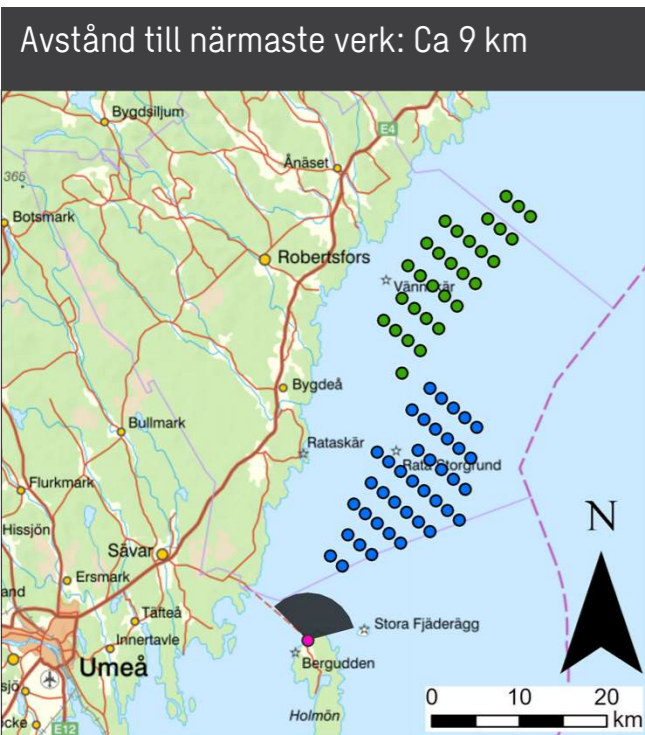 Avstånd till närmaste verk: Ca 9 km
Bygdsiljum
E4
Ånäset
365
Botsmark
Robertsfors
Vännskär
Bygdeå
Bullmark
Rataskär
Rata Storgrund
Flurkmark
Hissjön
N
Sävar
Ersmark
and
Täfteå
Stora Fjäderägg
Innertavle
Umeå
Bergudden
sjö
0 10 20
km
Holmön
ocke
E12